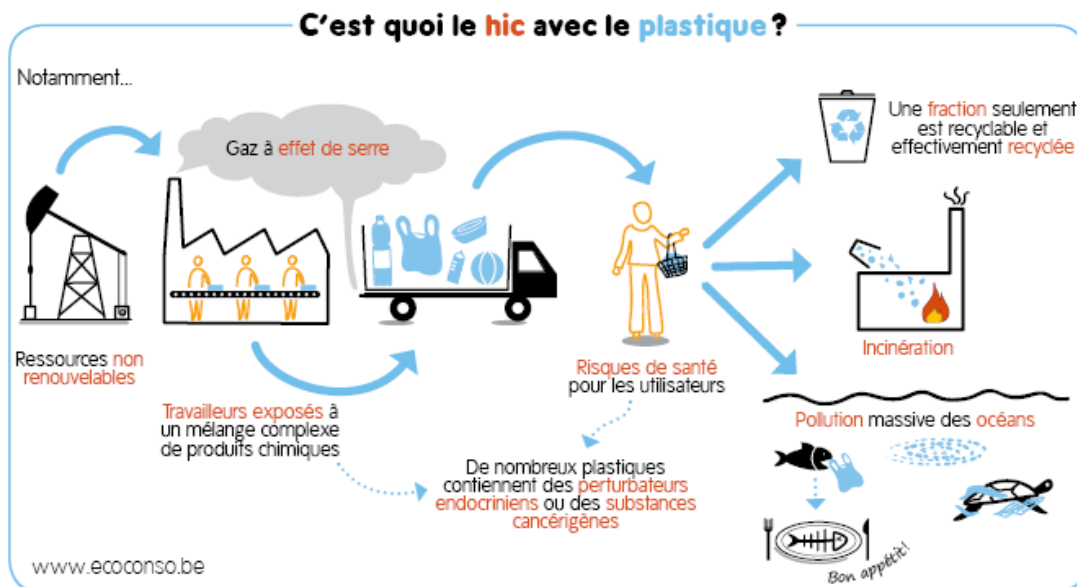 C'est quoi le hic avec le plastique ?
Notamment...
Gaz à effet de serre
Une fraction seulement
est recyclable et
effectivement recyclée
Ressources non
renouvelables
Travailleurs exposés à
un mélange complexe
de produits chimiques
Risques de santé
pour les utilisateurs
De nombreux plastiques
contiennent des perturbateurs
endocriniens ou des substances
cancérigènes
Incinération
Pollution massive des océans
Bon appétit!
www.ecoconso.be